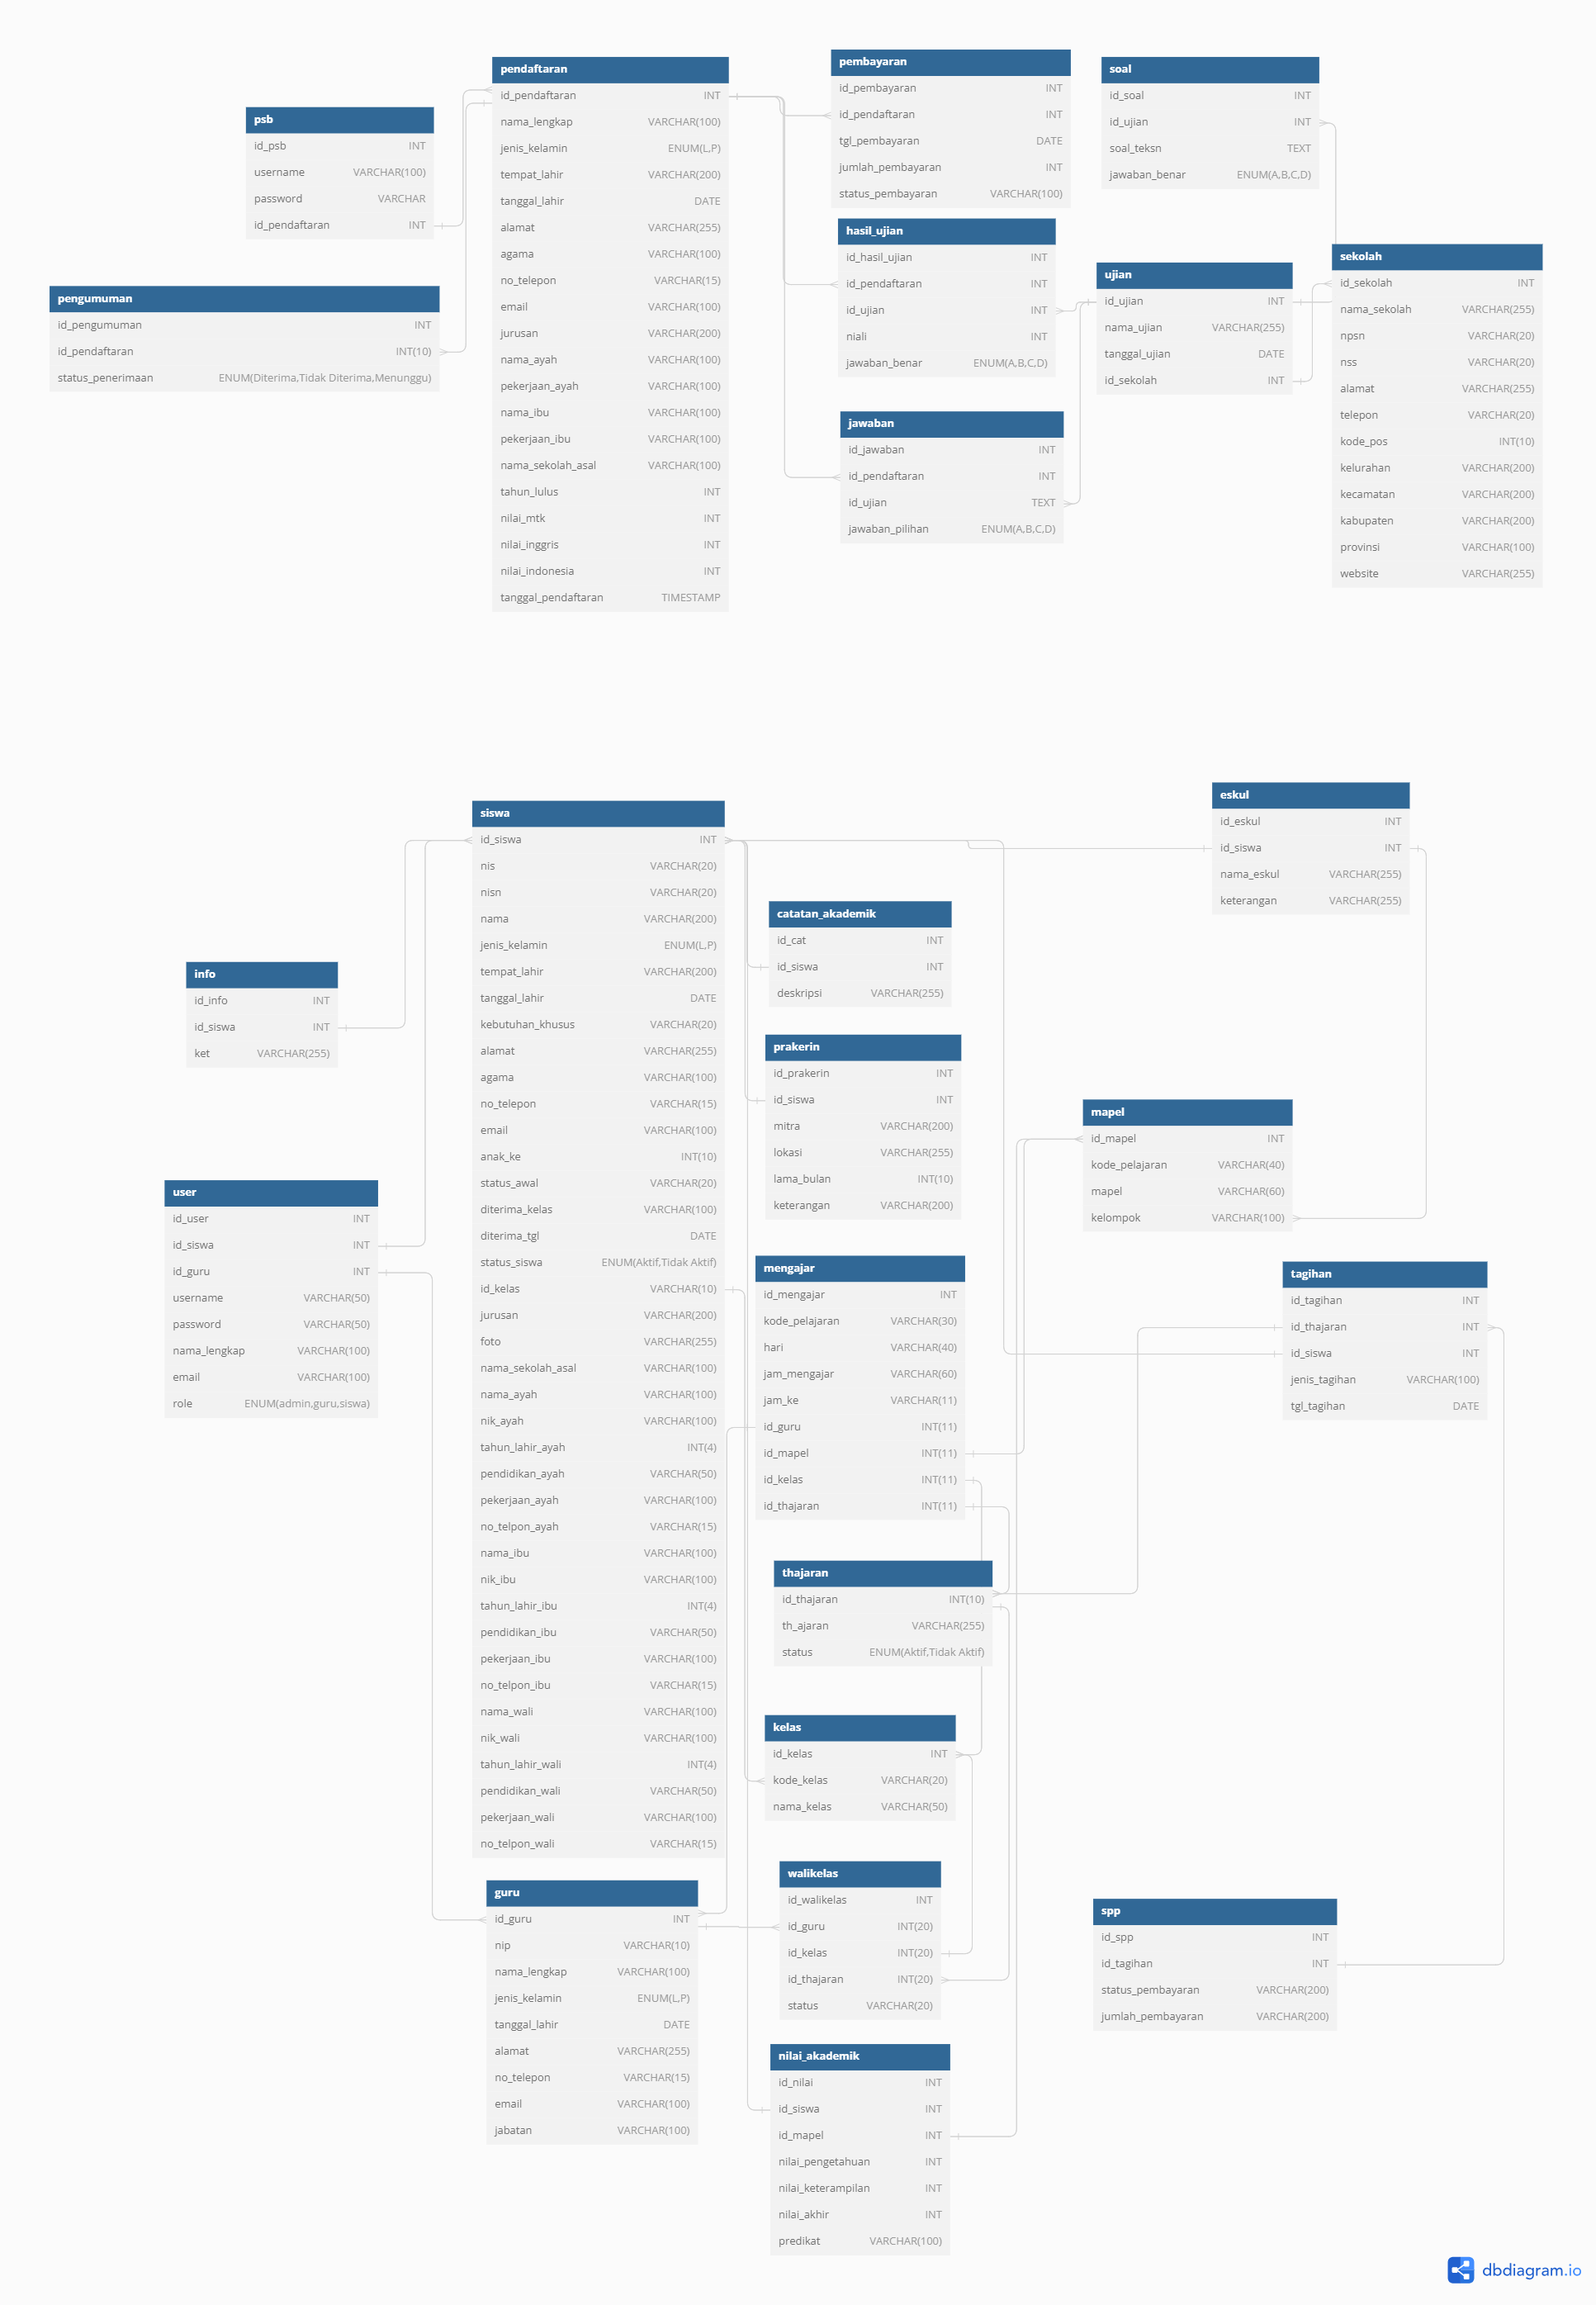 pendaftaran
id_pendaftaran INT
nama_lengkap VARCHAR(100)
jenis_kelamin ENUM(L,P)
tempat_lahir VARCHAR(200)
tanggal_lahir DATE
alamat VARCHAR(255)
agama VARCHAR(100)
no_telepon VARCHAR(15)
email VARCHAR(100)
jurusan VARCHAR(200)
nama_ayah VARCHAR(100)
pekerjaan_ayah VARCHAR(100)
nama_ibu VARCHAR(100)
pekerjaan_ibu VARCHAR(100)
nama_sekolah_asal VARCHAR(100)
tahun_lulus INT
nilai_mtk INT
nilai_inggris INT
nilai_indonesia INT
tanggal_pendaftaran TIMESTAMP
pembayaran
id_pembayaran INT
id_pendaftaran INT
tgl_pembayaran DATE
jumlah_pembayaran INT
status_pembayaran VARCHAR(100)
soal
id_soal INT
id_ujian INT
soal_teksn TEXT
jawaban_benar ENUM(A,B,C,D)
psb
id_psb INT
username VARCHAR(100)
password VARCHAR
id_pendaftaran INT
hasil_ujian
id_hasil_ujian INT
id_pendaftaran INT
id_ujian INT
niali INT
jawaban_benar ENUM(A,B,C,D)
ujian
id_ujian INT
nama_ujian VARCHAR(255)
tanggal_ujian DATE
id_sekolah INT
sekolah
id_sekolah INT
nama_sekolah VARCHAR(255)
npsn VARCHAR(20)
nss VARCHAR(20)
alamat VARCHAR(255)
telepon VARCHAR(20)
kode_pos INT(10)
kelurahan VARCHAR(200)
kecamatan VARCHAR(200)
kabupaten VARCHAR(200)
provinsi VARCHAR(100)
website VARCHAR(255)
pengumuman
id_pengumuman INT
id_pendaftaran INT(10)
status_penerimaan ENUM(Diterima,Tidak Diterima,Menunggu)
jawaban
id_jawaban INT
id_pendaftaran INT
id_ujian TEXT
jawaban_pilihan ENUM(A,B,C,D)
siswa
id_siswa INT
nis VARCHAR(20)
nisn VARCHAR(20)
nama VARCHAR(200)
jenis_kelamin ENUM(L,P)
tempat_lahir VARCHAR(200)
tanggal_lahir DATE
kebutuhan_khusus VARCHAR(20)
alamat VARCHAR(255)
agama VARCHAR(100)
no_telepon VARCHAR(15)
email VARCHAR(100)
anak_ke INT(10)
status_awal VARCHAR(20)
diterima_kelas VARCHAR(100)
diterima_tgl DATE
status_siswa ENUM(Aktif,Tidak Aktif)
id_kelas VARCHAR(10)
jurusan VARCHAR(200)
foto VARCHAR(255)
nama_sekolah_asal VARCHAR(100)
nama_ayah VARCHAR(100)
nik_ayah VARCHAR(100)
tahun_lahir_ayah INT(4)
pendidikan_ayah VARCHAR(50)
pekerjaan_ayah VARCHAR(100)
no_telpon_ayah VARCHAR(15)
nama_ibu VARCHAR(100)
nik_ibu VARCHAR(100)
tahun_lahir_ibu INT(4)
pendidikan_ibu VARCHAR(50)
pekerjaan_ibu VARCHAR(100)
no_telpon_ibu VARCHAR(15)
nama_wali VARCHAR(100)
nik_wali VARCHAR(100)
tahun_lahir_wali INT(4)
pendidikan_wali VARCHAR(50)
pekerjaan_wali VARCHAR(100)
no_telpon_wali VARCHAR(15)
eskul
id_eskul INT
id_siswa INT
nama_eskul VARCHAR(255)
keterangan VARCHAR(255)
catatan_akademik
id_cat INT
id_siswa INT
deskripsi VARCHAR(255)
info
id_info INT
id_siswa INT
ket VARCHAR(255)
prakerin
id_prakerin INT
id_siswa INT
mitra VARCHAR(200)
lokasi VARCHAR(255)
lama_bulan INT(10)
keterangan VARCHAR(200)
mapel
id_mapel INT
kode_pelajaran VARCHAR(40)
mapel VARCHAR(60)
kelompok VARCHAR(100)
user
id_user INT
id_siswa INT
id_guru INT
username VARCHAR(50)
password VARCHAR(50)
nama_lengkap VARCHAR(100)
email VARCHAR(100)
role ENUM(admin,guru,siswa)
mengajar
id_mengajar INT
kode_pelajaran VARCHAR(30)
hari VARCHAR(40)
jam_mengajar VARCHAR(60)
jam_ke VARCHAR(11)
id_guru INT(11)
id_mapel INT(11)
id_kelas INT(11)
id_thajaran INT(11)
tagihan
id_tagihan INT
id_thajaran INT
id_siswa INT
jenis_tagihan VARCHAR(100)
tgl_tagihan DATE
thajaran
id_thajaran INT(10)
th_ajaran VARCHAR(255)
status ENUM(Aktif,Tidak Aktif)
kelas
id_kelas INT
kode_kelas VARCHAR(20)
nama_kelas VARCHAR(50)
walikelas
id_walikelas INT
id_guru INT(20)
id_kelas INT(20)
id_thajaran INT(20)
status VARCHAR(20)
guru
id_guru INT
nip VARCHAR(10)
nama_lengkap VARCHAR(100)
jenis_kelamin ENUM(L,P)
tanggal_lahir DATE
alamat VARCHAR(255)
no_telepon VARCHAR(15)
email VARCHAR(100)
jabatan VARCHAR(100)
spp
id_spp INT
id_tagihan INT
status_pembayaran VARCHAR(200)
jumlah_pembayaran VARCHAR(200)
nilai_akademik
id_nilai INT
id_siswa INT
id_mapel INT
nilai_pengetahuan INT
nilai_keterampilan INT
nilai_akhir INT
predikat VARCHAR(100)
dbdiagram.io